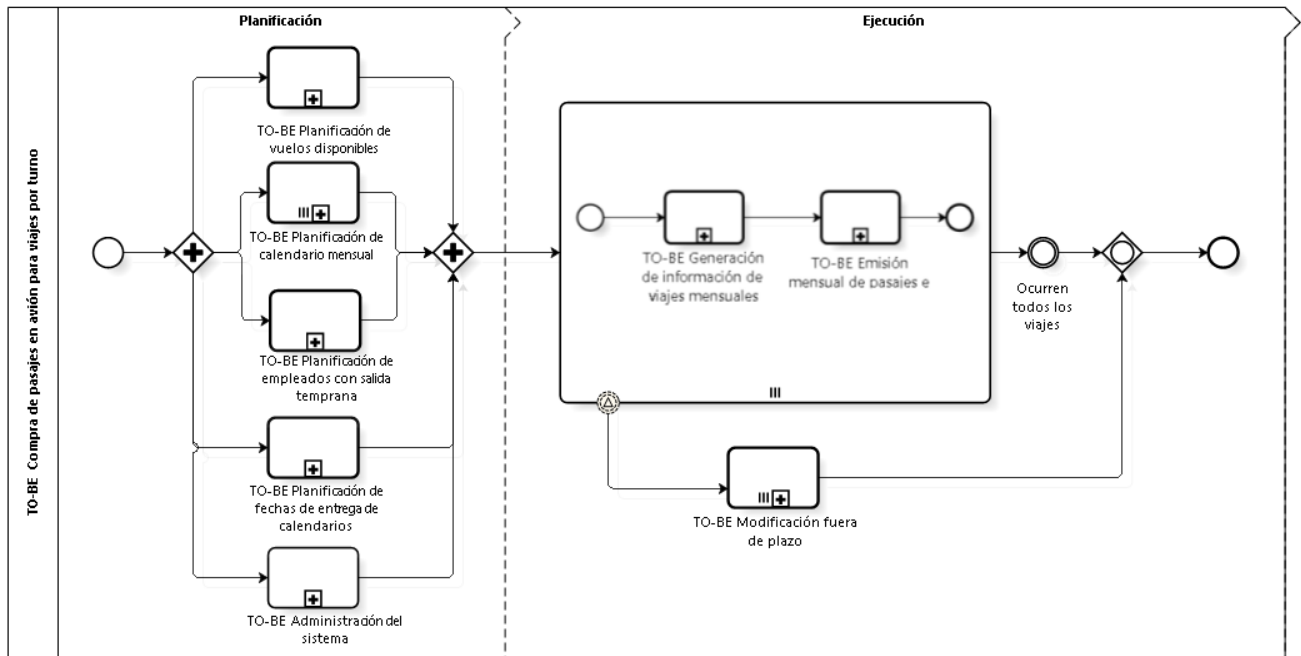 TO-BE Compra de pasajes en avión para viajes por turno
Planificación
Ejecución
TO-BE Planificación de
vuelos disponibles
TO-BE Planificación de
calendario mensual
TO-BE Planificación de
empleados con salida
temprana
TO-BE Planificación de
fechas de entrega de
calendarios
TO-BE Administración del
sistema
TO-BE Generación
de información de
viajes mensuales
TO-BE Emisión
mensual de pasajes e
Ocurren
todos los
viajes
TO-BE Modificación fuera
de plazo